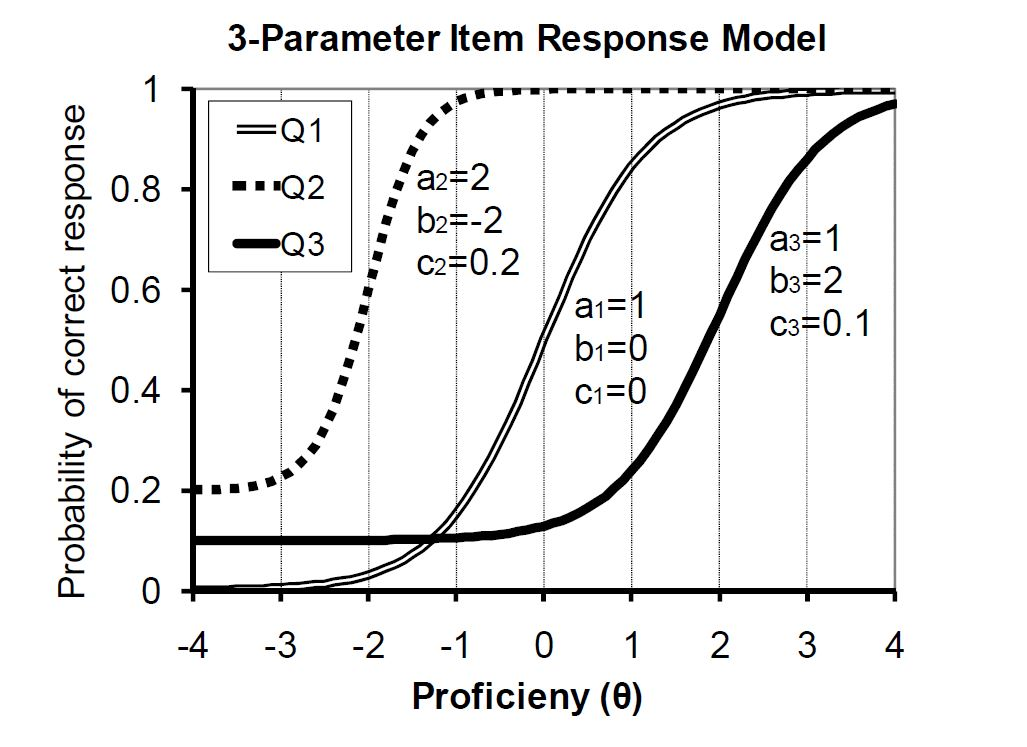 3-Parameter Item Response Model
Probability of correct response
1
0.8
0.6
0.4
0.2
0
Q1
Q2
Q3
a2=2
b2=-2
c2=0.2
a1=1
b1=0
c1=0
a3=1
b3=2
c3=0.1
-4 -3 -2 -1 0 1 2 3 4
Proficieny (θ)